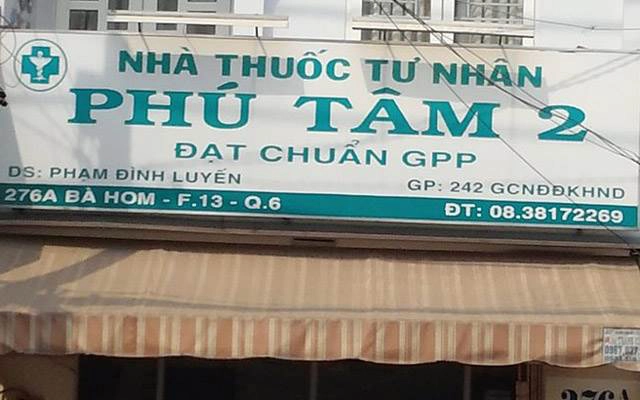 NHÀ THUỐC TƯ NHÂN
PHÚ TÂM 2
ĐẠT CHUẨN GPP
DS: PHẠM ĐÌNH LUYẾN
GP: 242 GCNĐĐKHND
276A BÀ HOM - F.13 - Q.6
ĐT: 08.38172269
276A